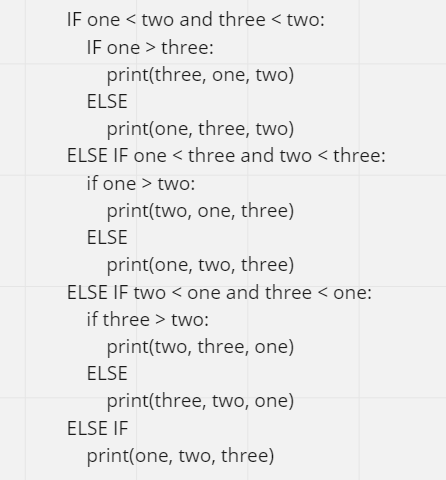 IF one < two and three < two:
IF one > three:
print(three, one, two)
ELSE
print(one, three, two)
ELSE IF one < three and two < three:
if one > two:
print(two, one, three)
ELSE
print(one, two, three)
ELSE IF two < one and three < one:
if three > two:
print(two, three, one)
ELSE
print(three, two, one)
ELSE IF
print(one, two, three)